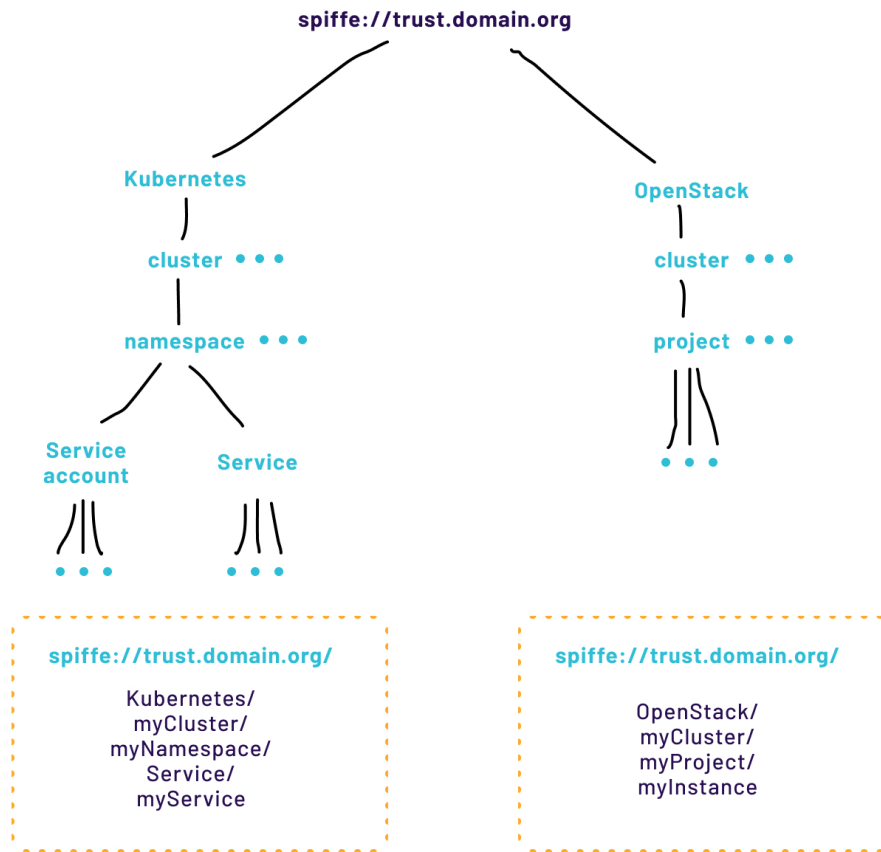 spiffe://trust.domain.org
Kubernetes
OpenStack
cluster
cluster
namespace
project
Service
account
Service
spiffe://trust.domain.org/
Kubernetes/
myCluster/
myNamespace/
Service/
myService
spiffe://trust.domain.org/
OpenStack/
myCluster/
myProject/
myInstance